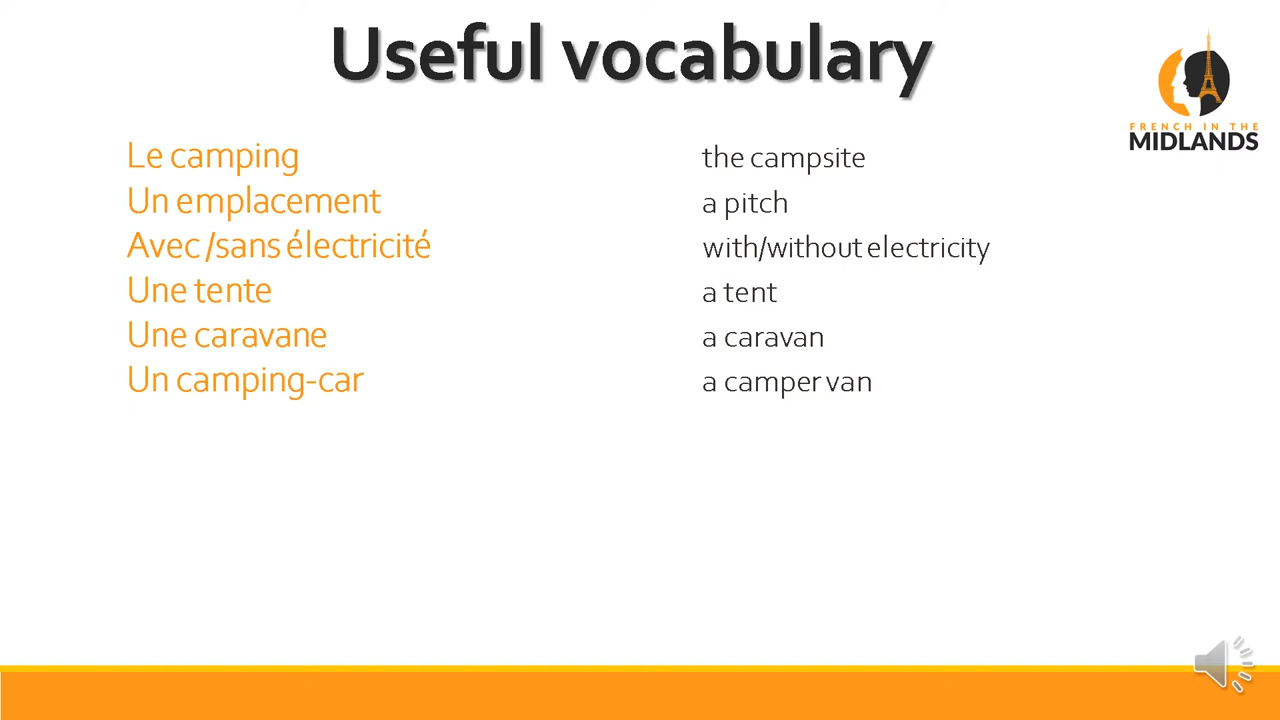 Useful vocabulary
FRENCH IN THE
MIDLANDS
Le camping the campsite
Un emplacement a pitch
Avec /sans électricité with/without electricity
Une tente a tent
Une caravane a caravan
Un camping-car a camper van